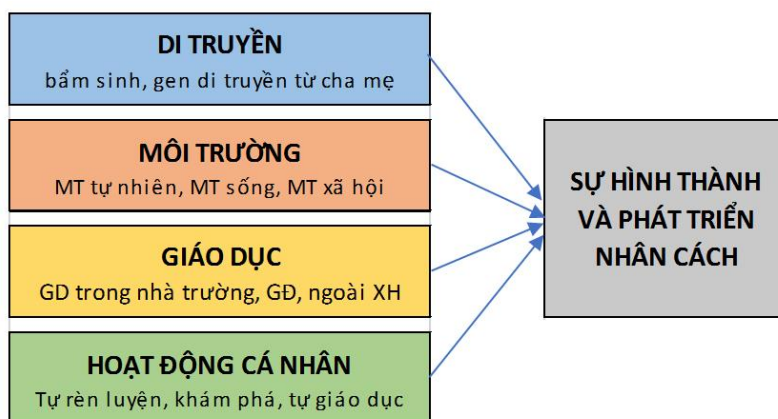 DI TRUYỀN
bẩm sinh, gen di truyền từ cha mẹ
MÔI TRƯỜNG
MT tự nhiên, MT sống, MT xã hội
GIÁO DỤC
GD trong nhà trường, GĐ, ngoài XH
HOẠT ĐỘNG CÁ NHÂN
Tự rèn luyện, khám phá, tự giáo dục
SỰ HÌNH THÀNH
VÀ PHÁT TRIỂN
NHÂN CÁCH